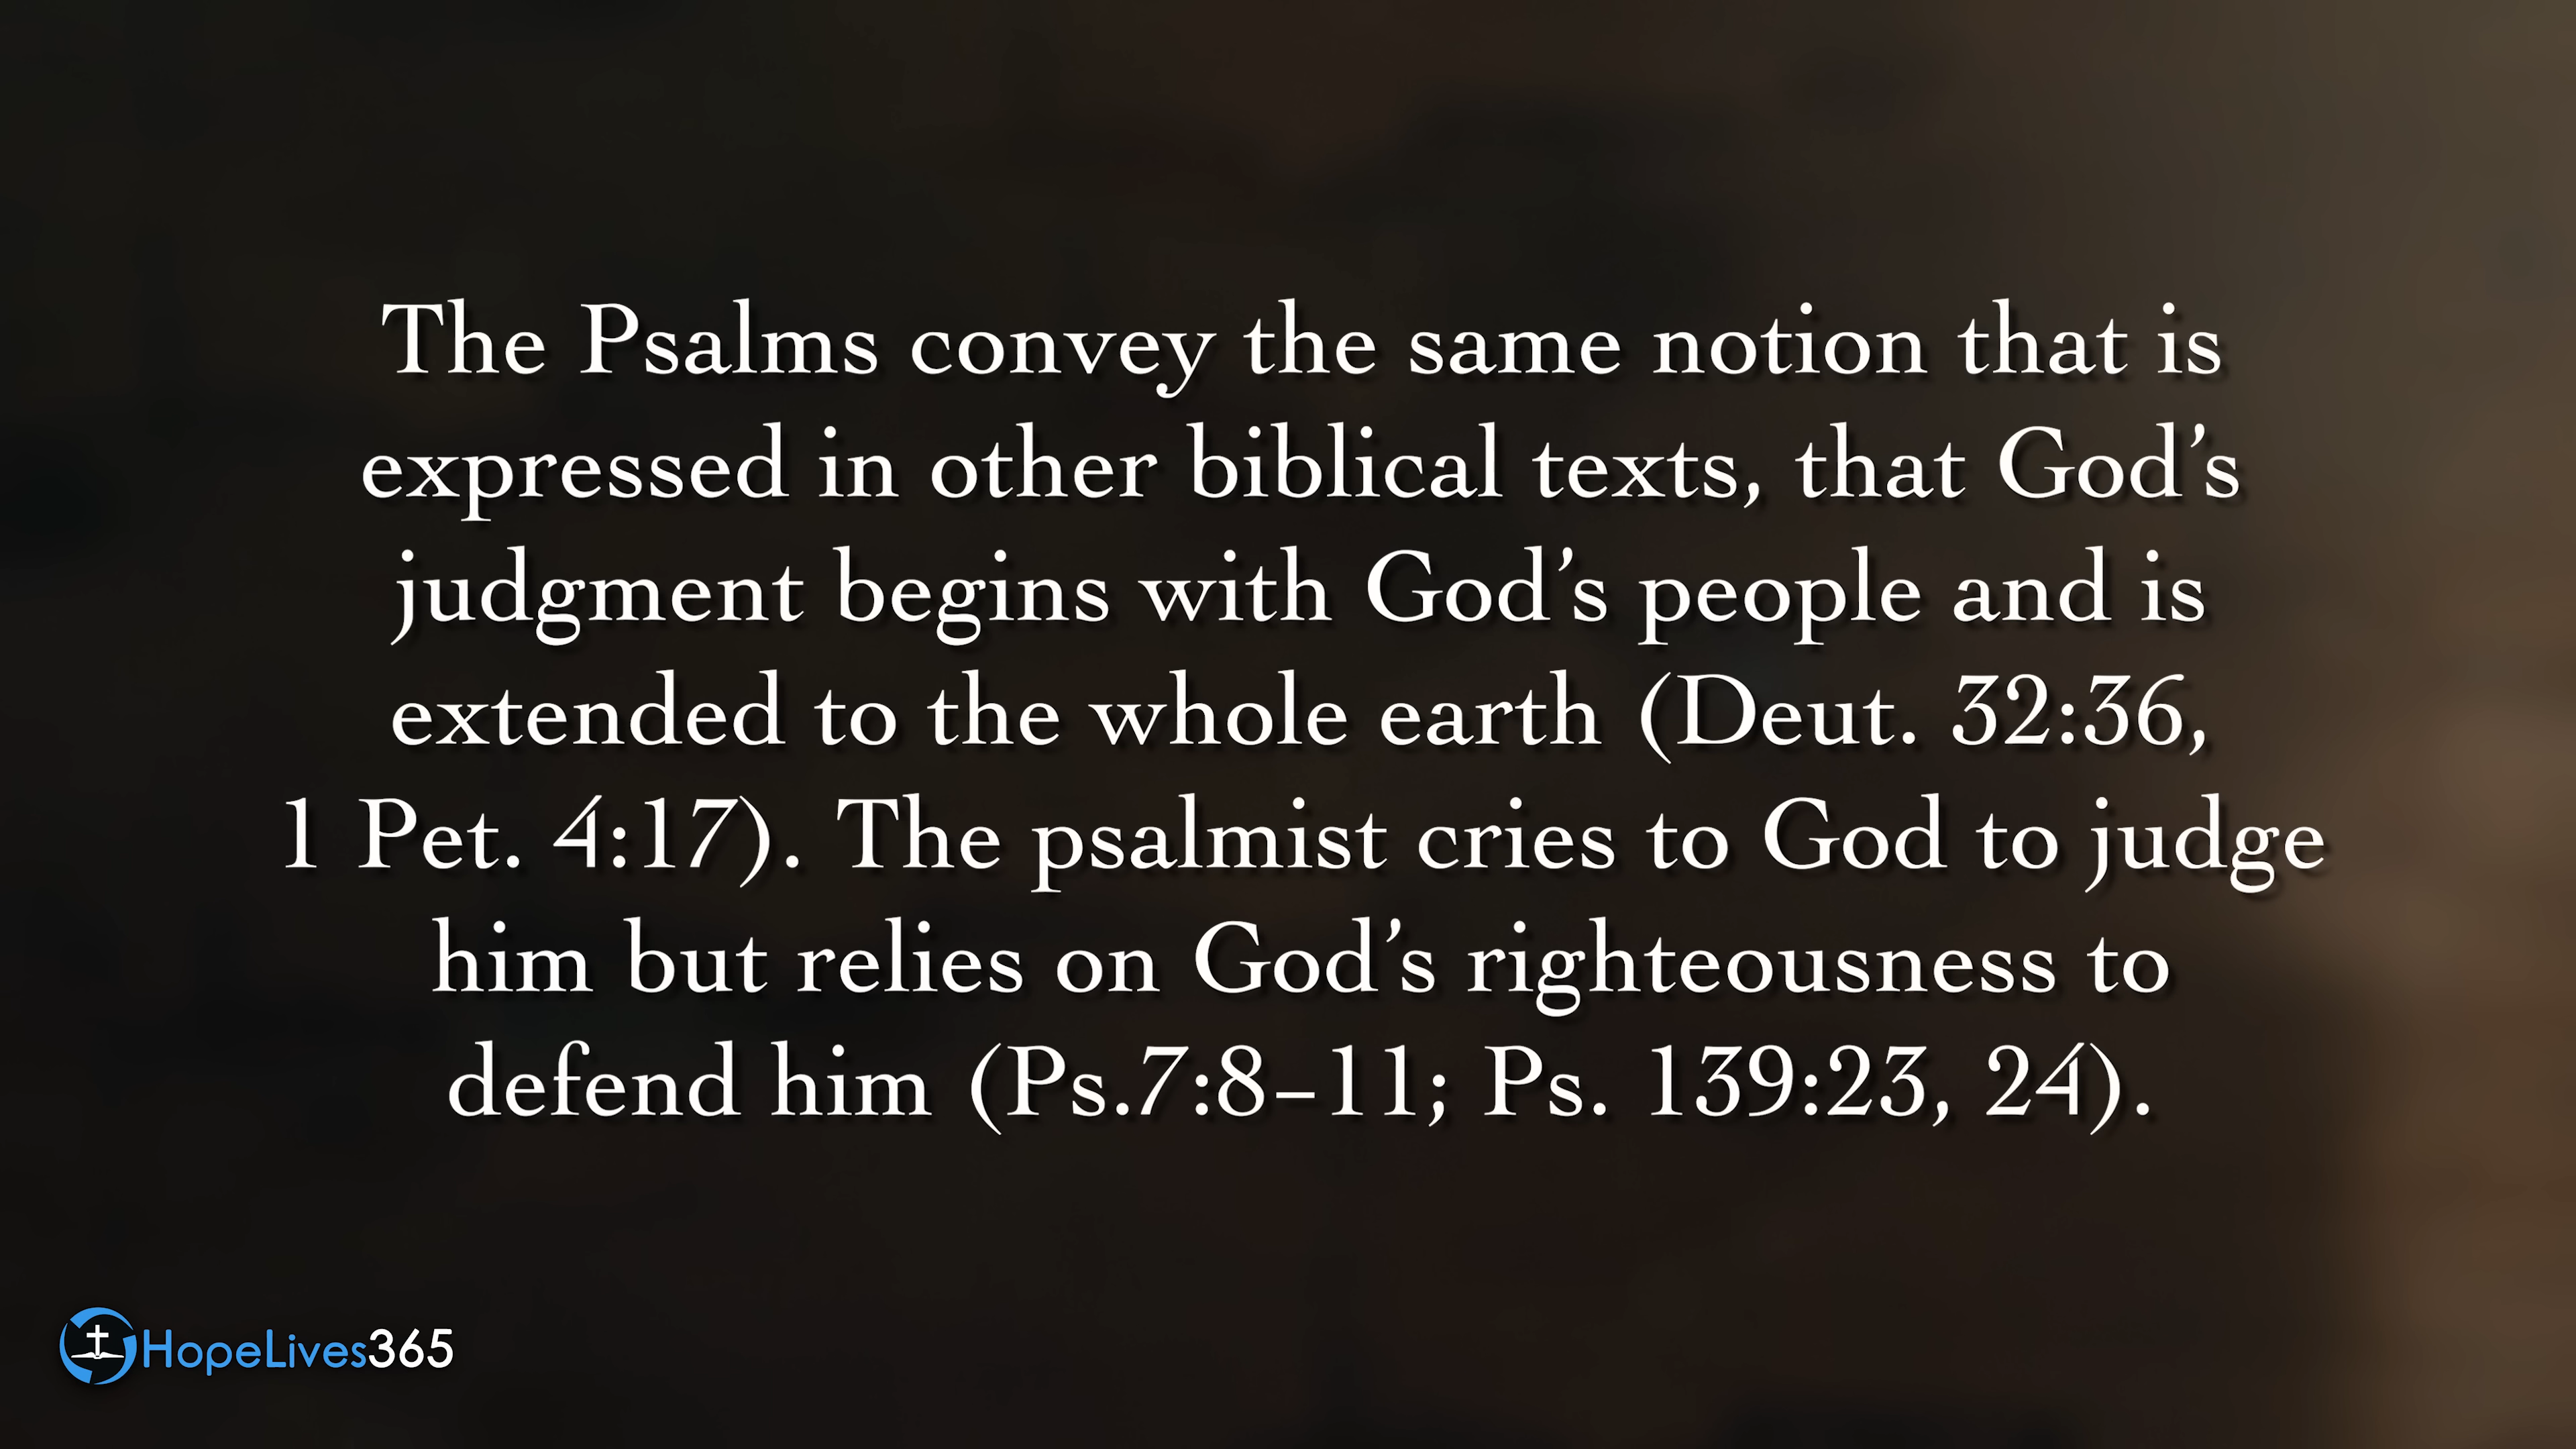 The Psalms convey the same notion that is
expressed in other biblical texts, that God’s
judgment begins with God’s people and is
extended to the whole earth (Deut. 32:36,
1 Pet. 4:17). The psalmist cries to God to judge
him but relies on God’s righteousness to
defend him (Ps.7:8–11; Ps. 139:23, 24).
HopeLives365